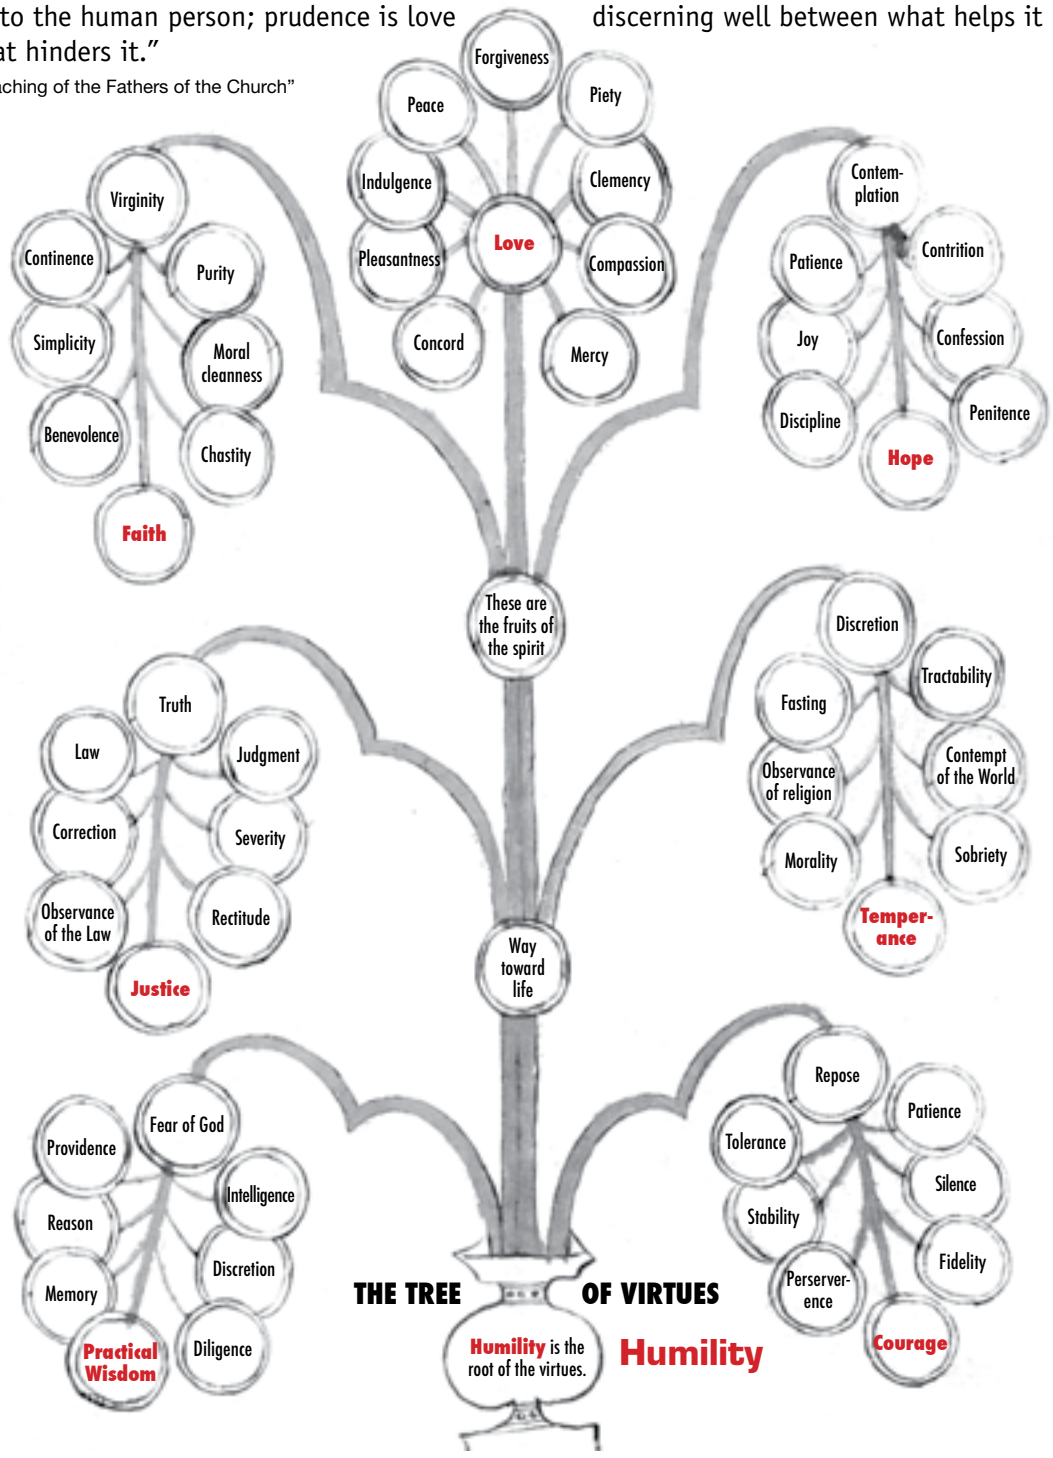 to the human person; prudence is love
discerning well between what helps it
at hinders it.”
aching of the Fathers of the Church”
Forgiveness
Peace
Piety
Indulgence
Clemency
Love
Pleasantness
Compassion
Concord
Mercy
Virginity
Continence
Purity
Simplicity
Moral
cleanness
Benevolence
Chastity
Faith
Contem-
plation
Patience
Contrition
Joy
Confession
Discipline
Penitence
Hope
These are
the fruits of
the spirit
Truth
Law
Judgment
Correction
Severity
Observance
of the Law
Rectitude
Justice
Discretion
Fasting
Tractability
Observance
of religion
Contempt
of the World
Morality
Sobriety
Temper-
ance
Way
toward
life
Fear of God
Providence
Intelligence
Reason
Discretion
Memory
Diligence
Practical
Wisdom
Repose
Tolerance
Patience
Stability
Silence
Perserver-
ence
Fidelity
Courage
THE TREE OF VIRTUES
Humility is the
root of the virtues.
Humility